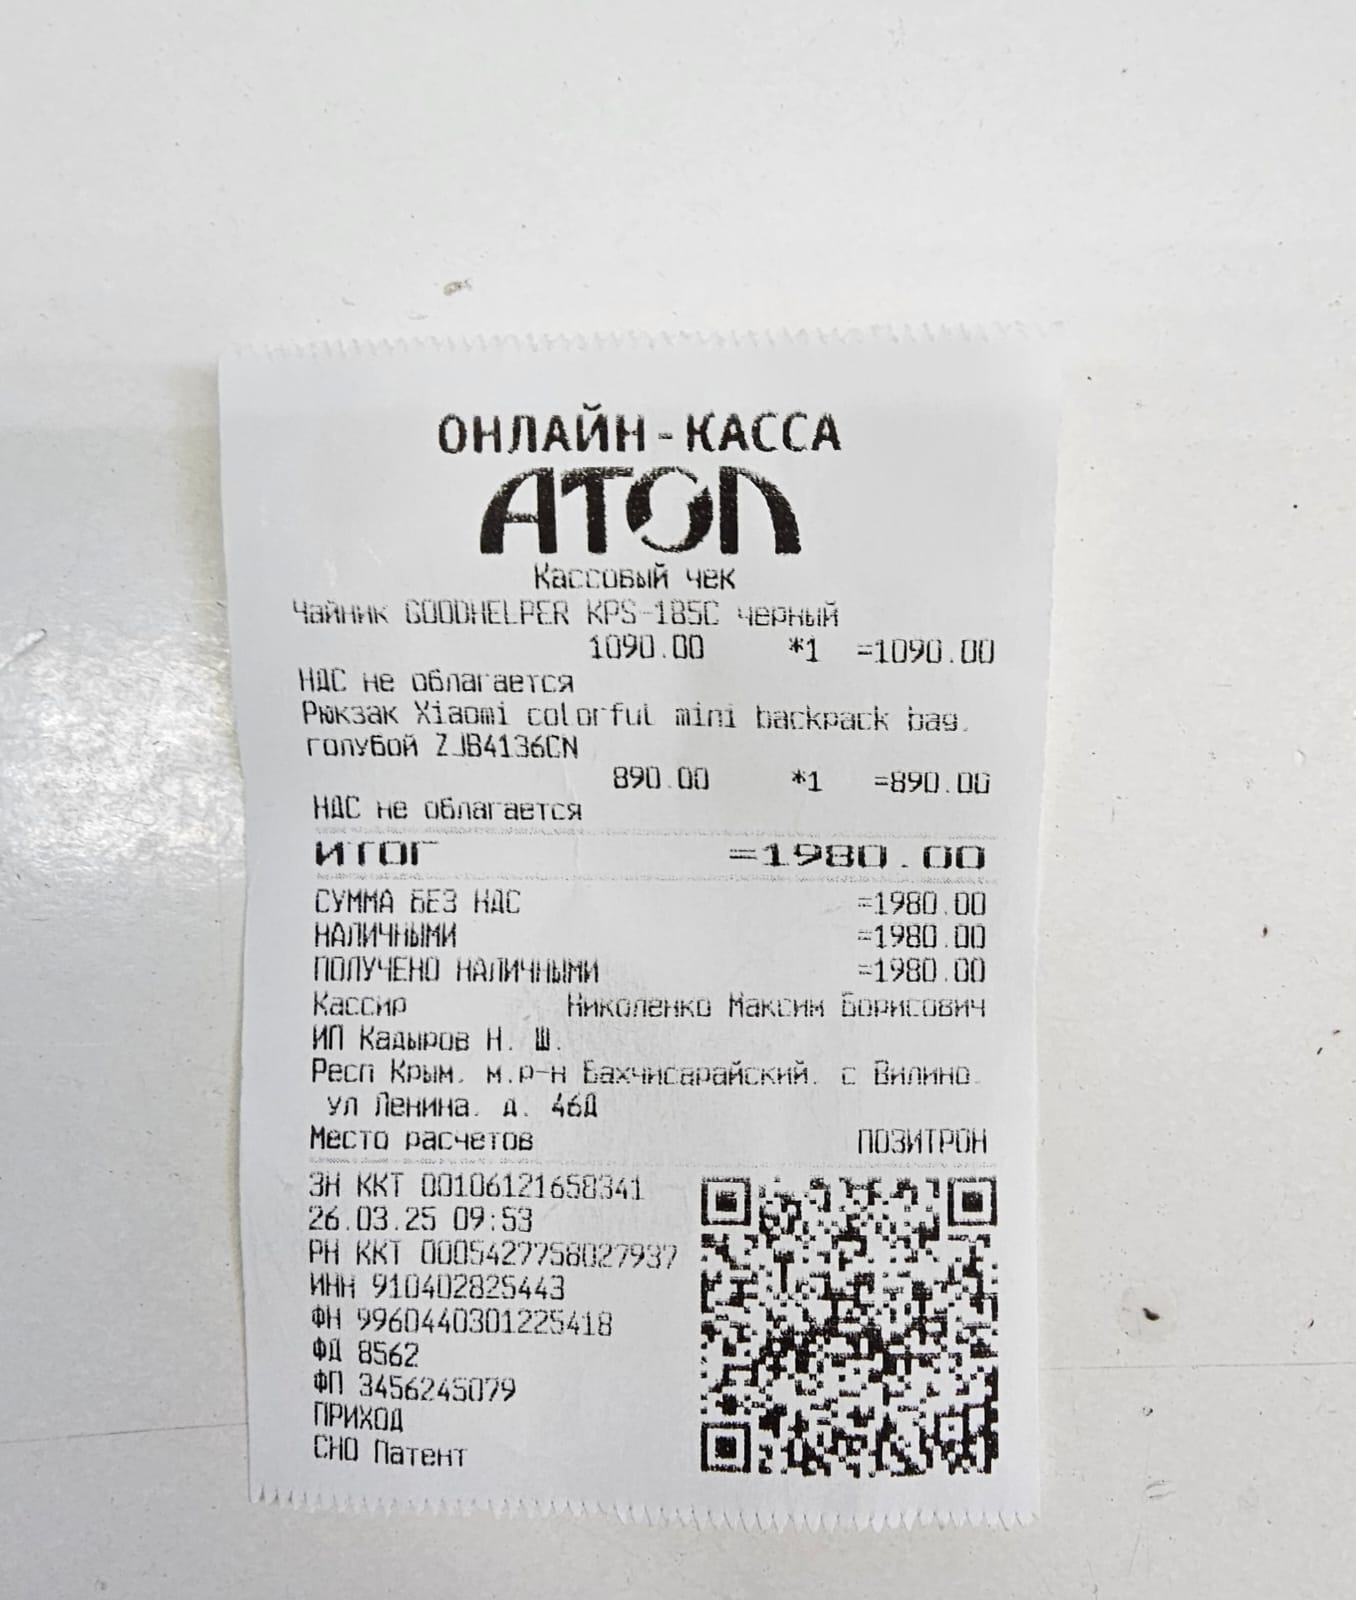 ОНЛАЙН-КАССА
АТОЛ
Кассовый чек
Чайник GOODHELPER KPS-185C черный
1090.00 *1 =1090.00
НДС не облагается
Рюкзак Xiaomi colorful mini backpack bag,
голубой ZJB4136CN
890.00 *1 =890.00
НДС не облагается
ИТОГ =1980.00
СУММА БЕЗ НДС =1980.00
НАЛИЧНЫМИ =1980.00
ПОЛУЧЕНО НАЛИЧНЫМИ =1980.00
Кассир Николенко Максим Борисович
ИП Кадыров Н. Ш.
Респ Крым, м.р-н Бахчисарайский, с Вилино,
ул Ленина, д. 46Д
Место расчетов ПОЗИТРОН
ЗН ККТ 00106121658341
26.03.25 09:53
РН ККТ 0005427758027937
ИНН 910402825443
ФН 9960440301225418
ФД 8562
ФП 3456245079
ПРИХОД
СНО Патент